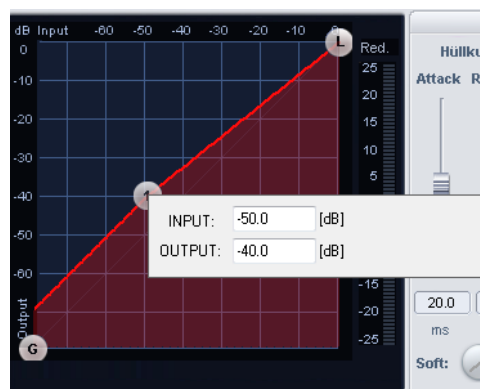 dB Input -60 -50 -40 -30 -20 -10 0
L
Red.
0
-10
-20
-30
-40
-50
-60
Output
G
1
INPUT: -50.0 [dB]
OUTPUT: -40.0 [dB]
25
20
15
10
5
-15
-20
-25
Hüllku
Attack R
20.0
ms
Soft: